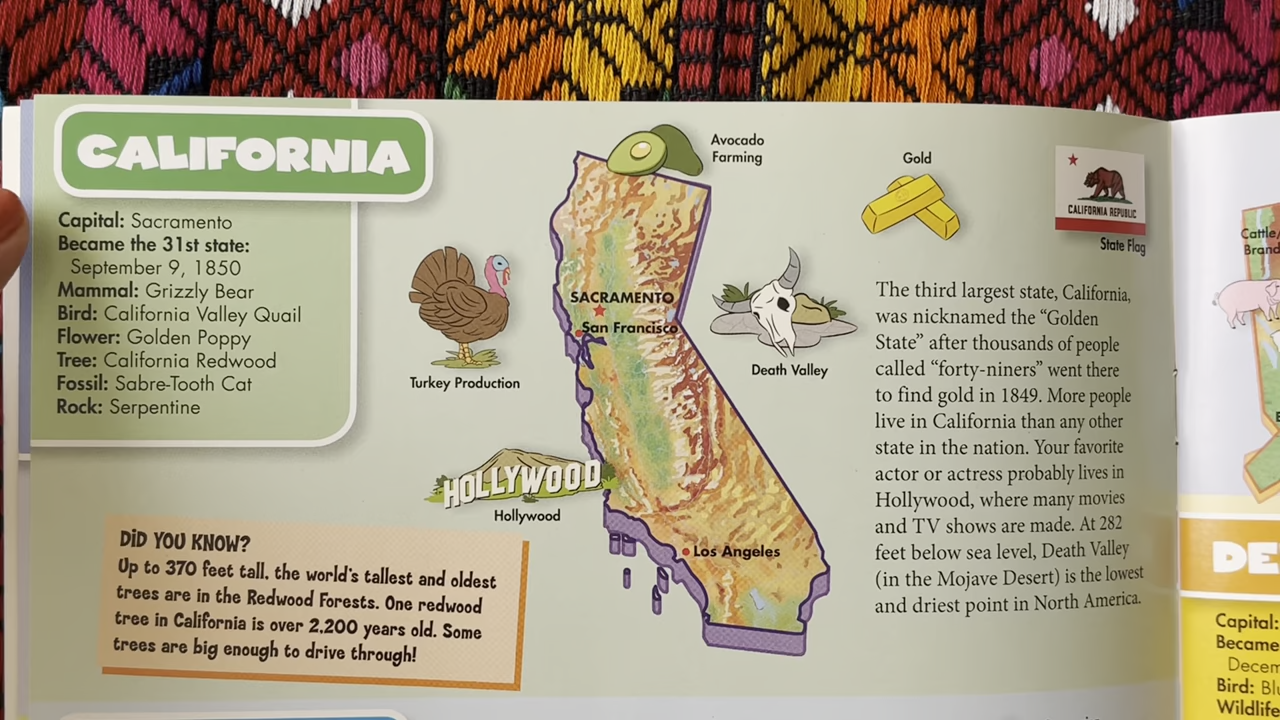 CALIFORNIA
Capital: Sacramento
Became the 31st state:
September 9, 1850
Mammal: Grizzly Bear
Bird: California Valley Quail
Flower: Golden Poppy
Tree: California Redwood
Fossil: Sabre-Tooth Cat
Rock: Serpentine
Avocado
Farming
Gold
CALIFORNIA REPUBLIC
State Flag
Turkey Production
SACRAMENTO
San Francisco
Death Valley
HOLLYWOOD
Hollywood
Los Angeles
DiD YOU KNOW?
Up to 370 feet tall, the world's tallest and oldest
trees are in the Redwood Forests. One redwood
tree in California is over 2,200 years old. Some
trees are big enough to drive through!
The third largest state, California,
was nicknamed the “Golden
State” after thousands of people
called “forty-niners” went there
to find gold in 1849. More people
live in California than any other
state in the nation. Your favorite
actor or actress probably lives in
Hollywood, where many movies
and TV shows are made. At 282
feet below sea level, Death Valley
(in the Mojave Desert) is the lowest
and driest point in North America.
Cattle/
Brand
DE
Capital:
Became
Decem
Bird: Blu
Wildlife